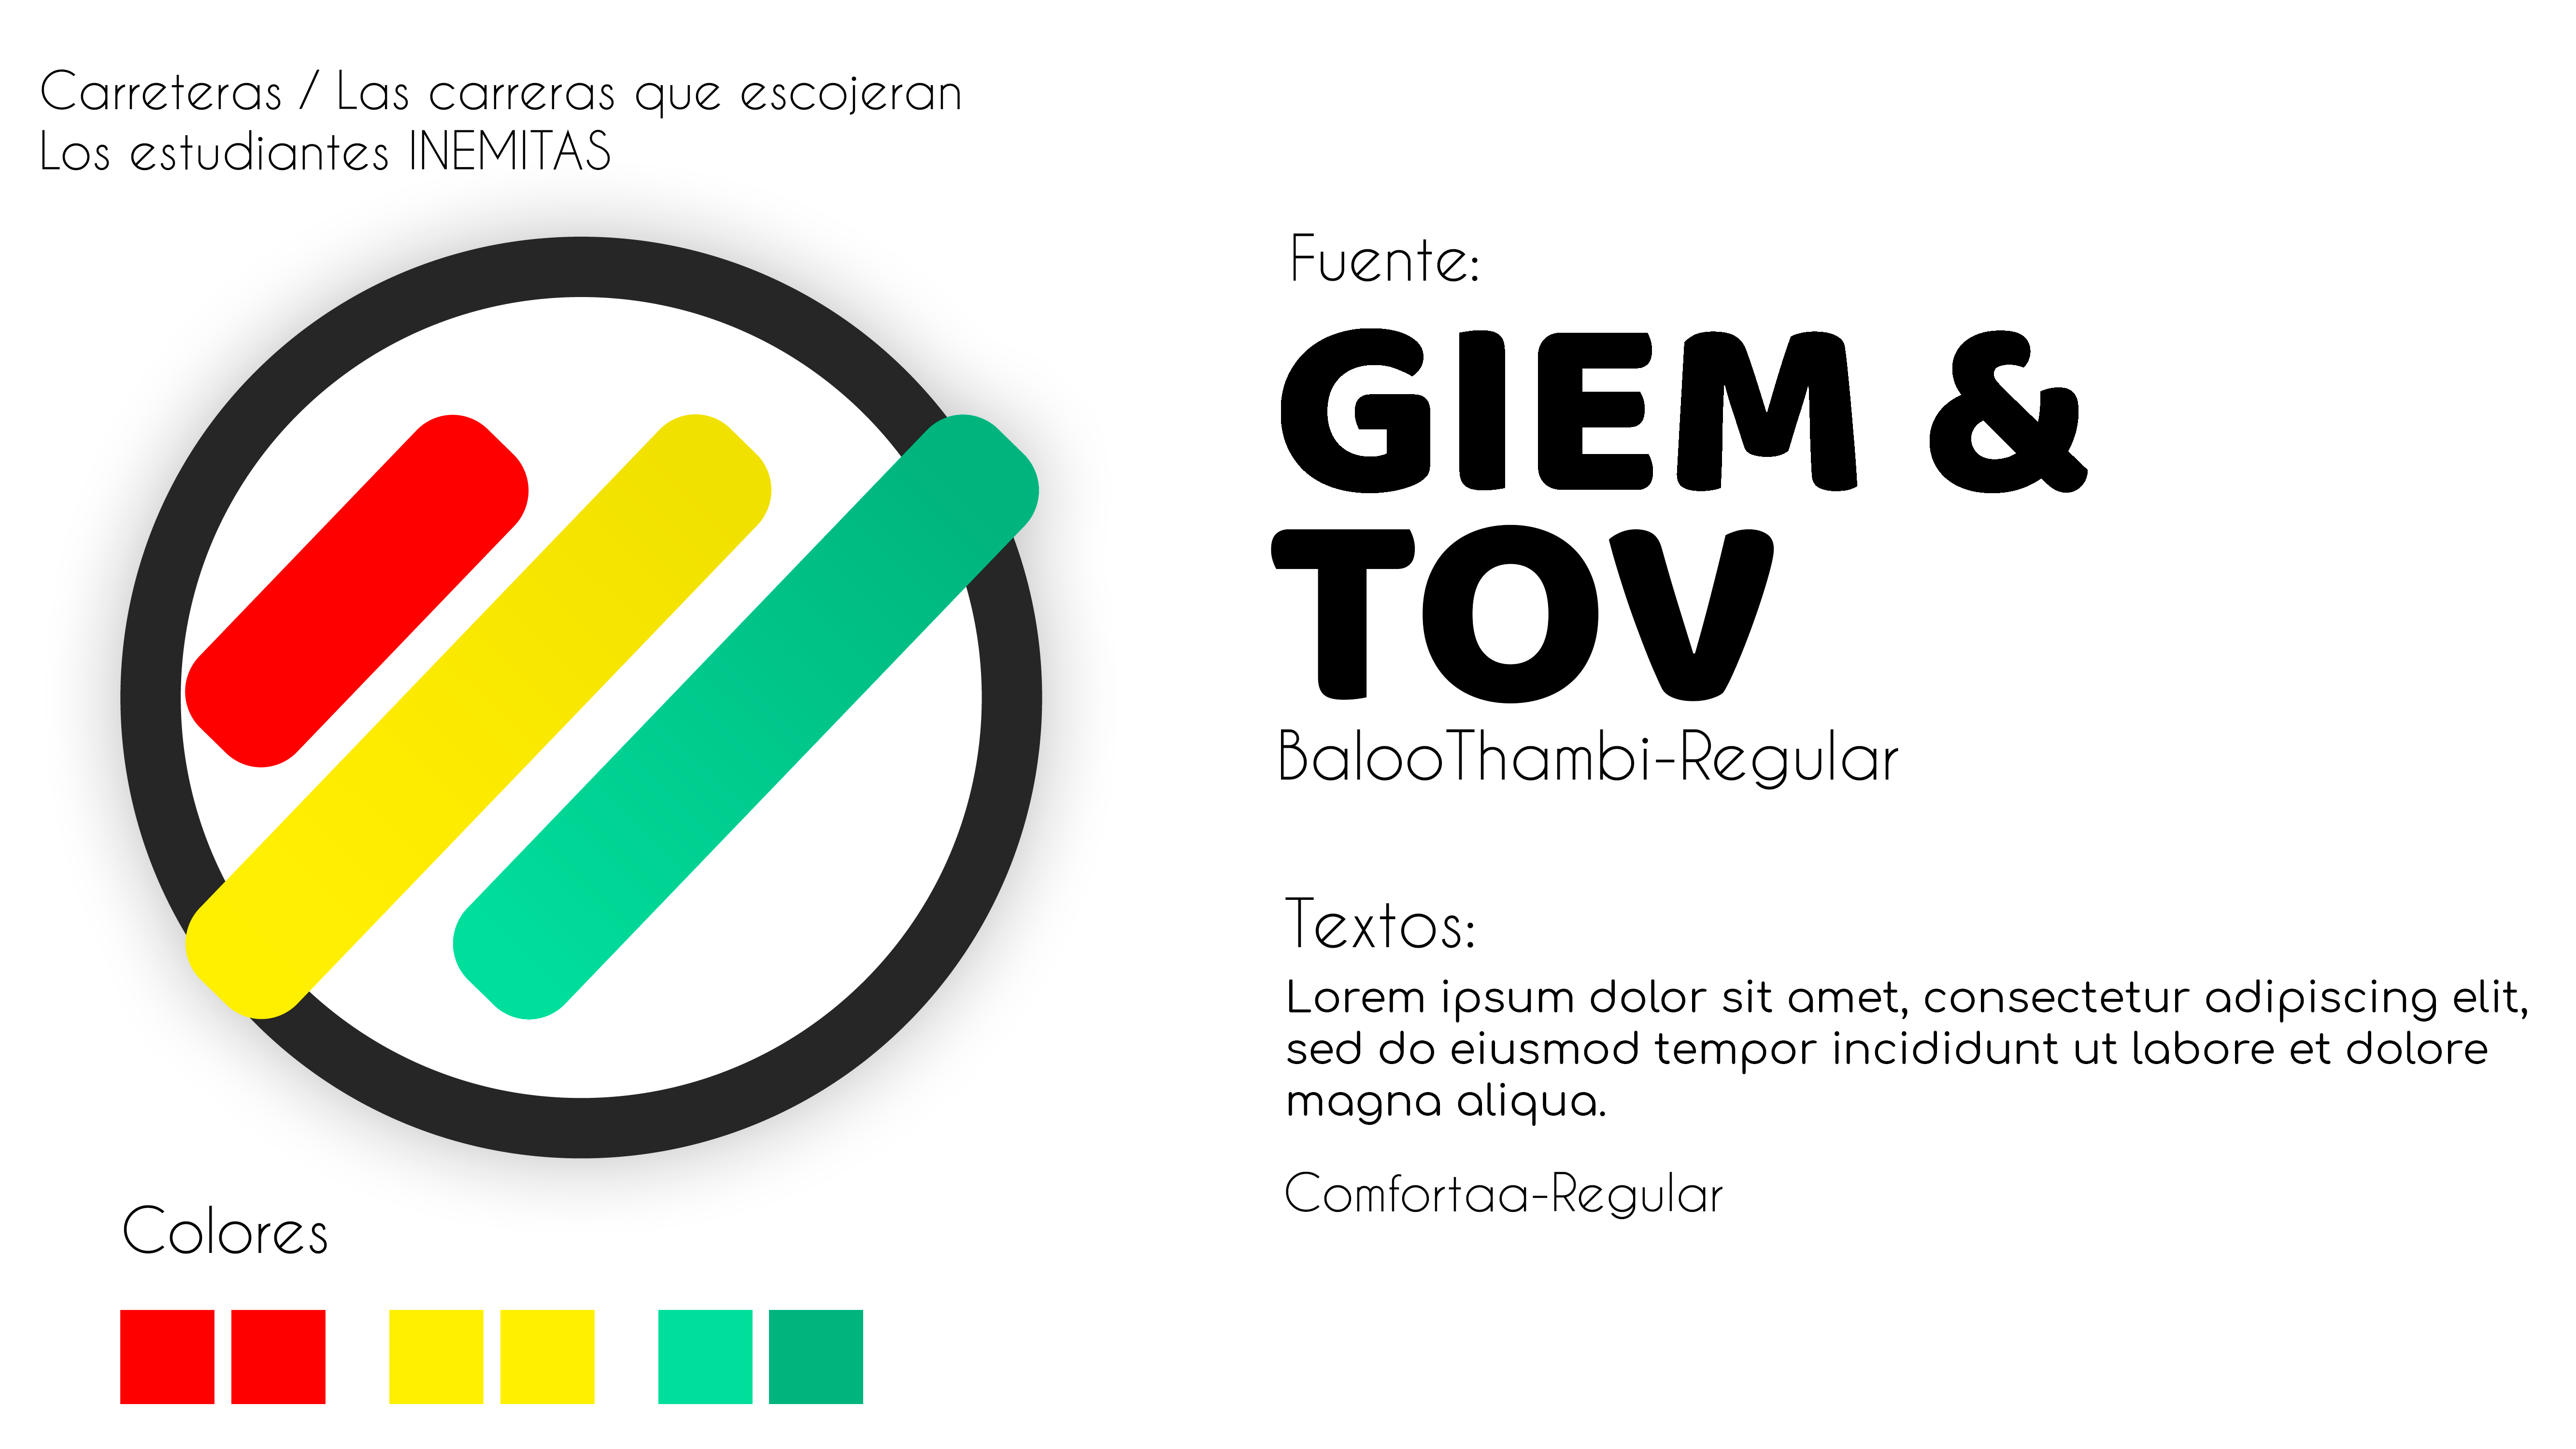 Carreteras / Las carreras que escojeran
Los estudiantes INEMITAS
Fuente:
GIEM &
TOV
BalooThambi-Regular
Textos:
Lorem ipsum dolor sit amet, consectetur adipiscing elit,
sed do eiusmod tempor incididunt ut labore et dolore
magna aliqua.
Comfortaa-Regular
Colores